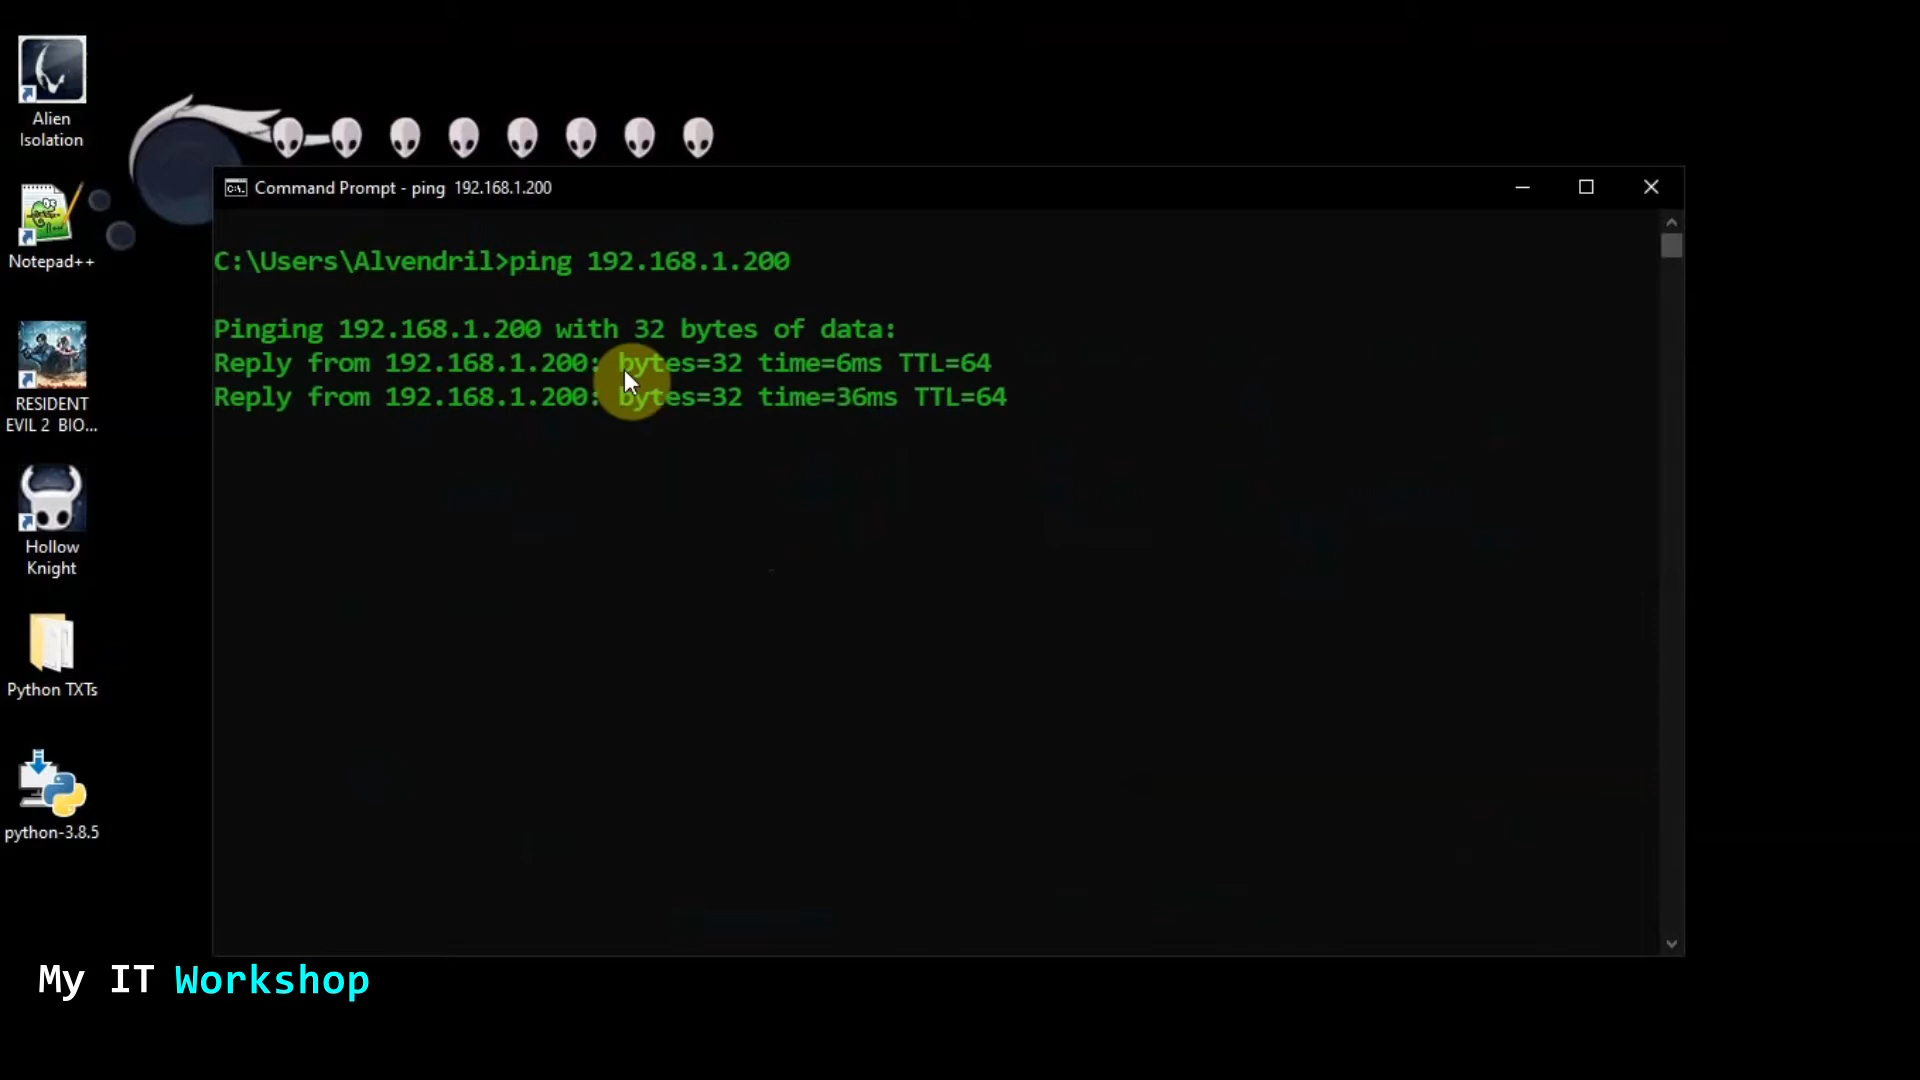 Alien
Isolation
Notepad++
RESIDENT
EVIL 2 BIO...
Hollow
Knight
Python TXTs
python-3.8.5
Command Prompt - ping 192.168.1.200
C:\Users\Alvendril>ping 192.168.1.200
Pinging 192.168.1.200 with 32 bytes of data:
Reply from 192.168.1.200: bytes=32 time=6ms TTL=64
Reply from 192.168.1.200: bytes=32 time=36ms TTL=64
My IT Workshop